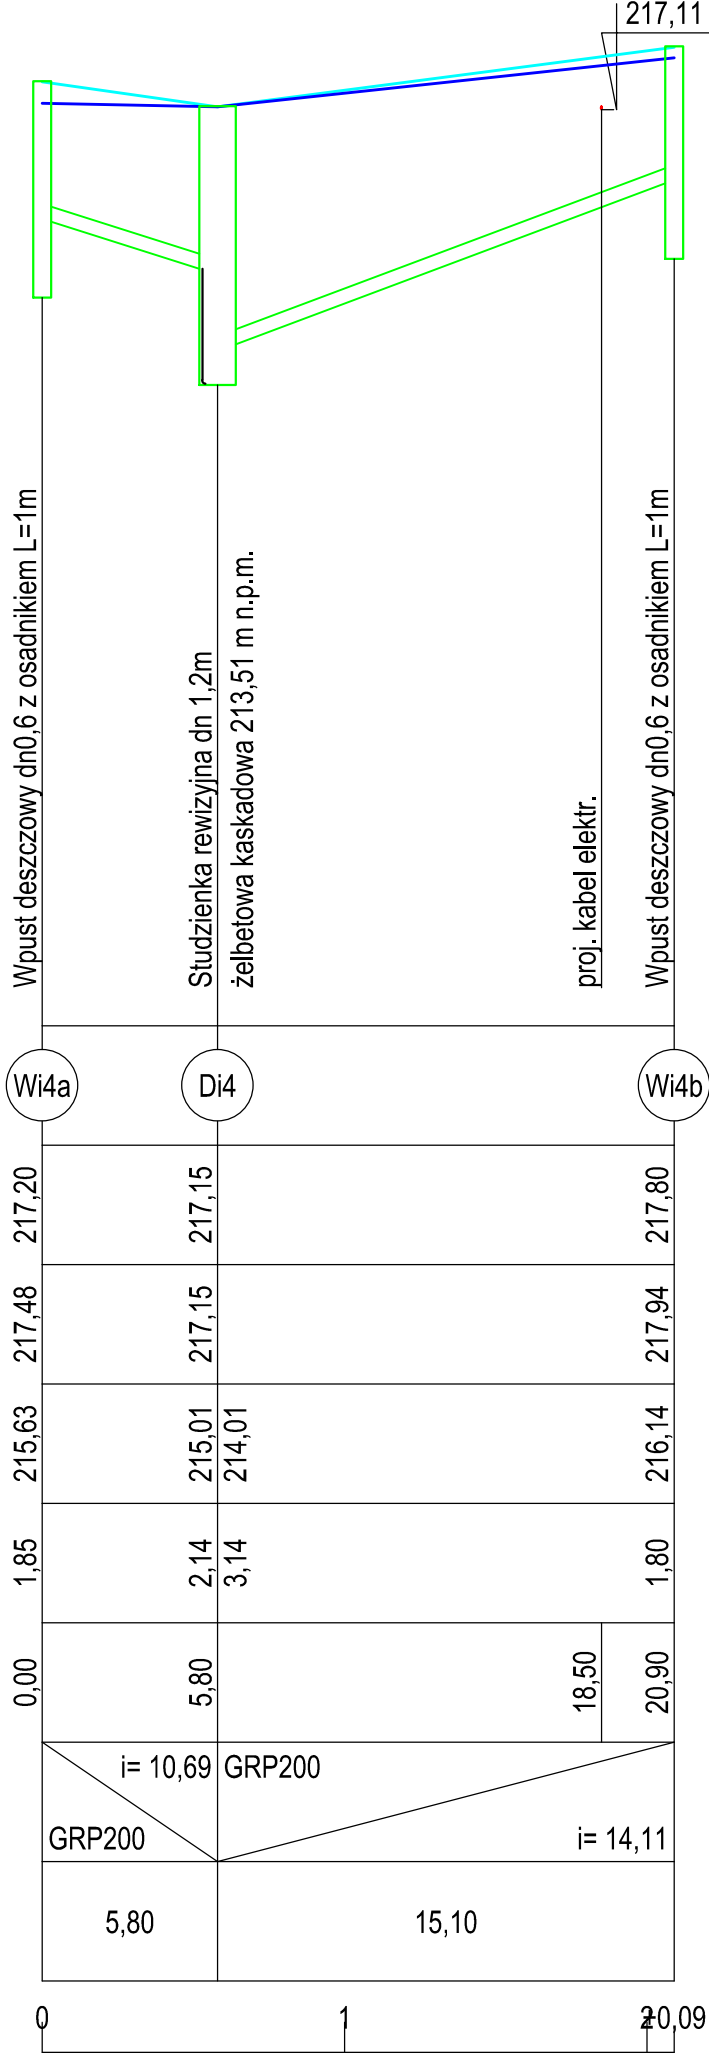 217,11
Wpust deszczowy dn0,6 z osadnikiem L=1m
Studzienka rewizyjna dn 1,2m
żelbetowa kaskadowa 213,51 m n.p.m.
proj. kabel elektr.
Wpust deszczowy dn0,6 z osadnikiem L=1m
Wi4a Di4 Wi4b
217,20 217,15 217,80
217,48 217,15 217,94
215,63 215,01 214,01 216,14
1,85 2,14 3,14 1,80
0,00 5,80 18,50 20,90
i= 10,69 GRP200
GRP200 i= 14,11
5,80 15,10
0 1 2+0,09